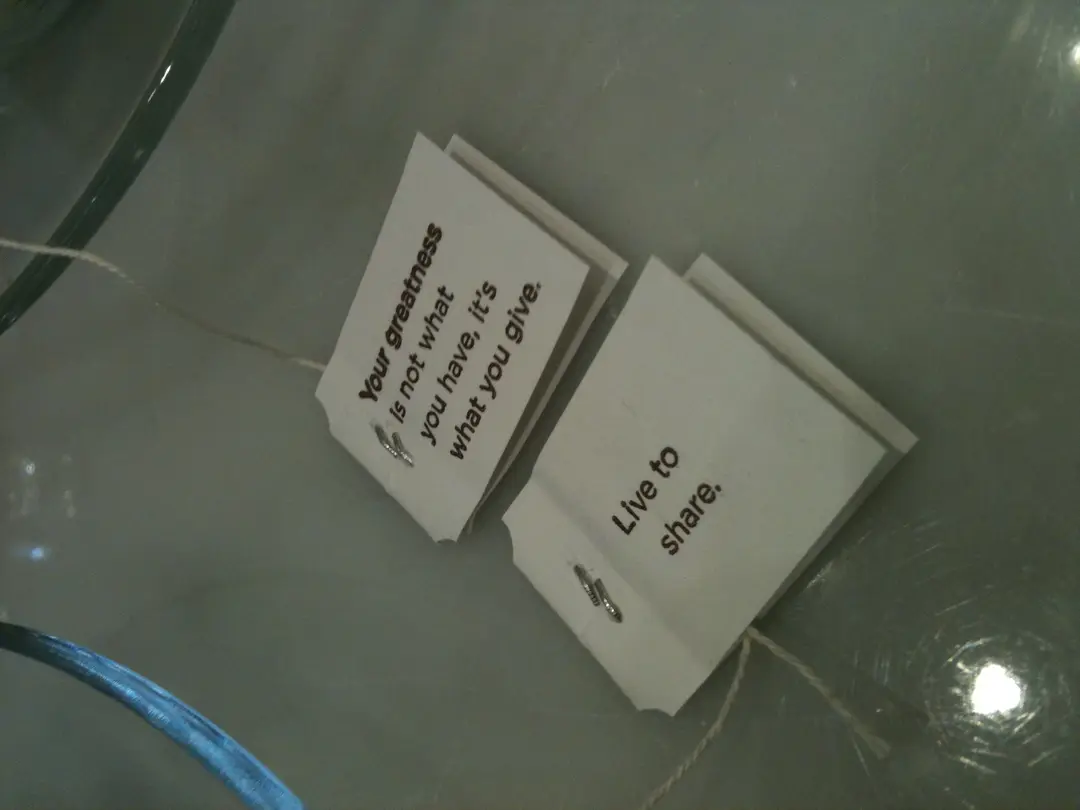 Your greatness
is not what
you have, it's
what you give.
Live to
share.